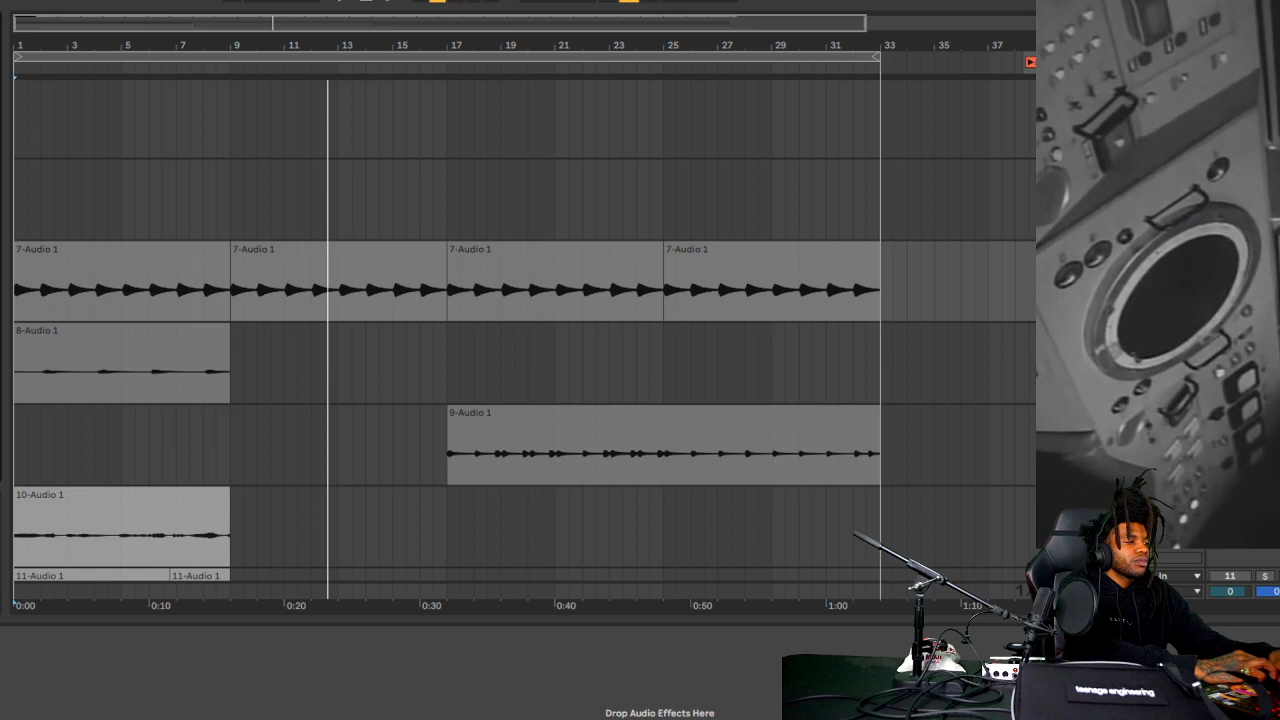 1 3 5 7 9 11 13 15 17 19 21 23 25 27 29 31 33 35 37
7-Audio 1 7-Audio 1 7-Audio 1 7-Audio 1
8-Audio 1
9-Audio 1
10-Audio 1
11-Audio 1 11-Audio 1
In 11 S
0 0
0:00 0:10 0:20 0:30 0:40 0:50 1:00 1:10
teenage engineering
Drop Audio Effects Here